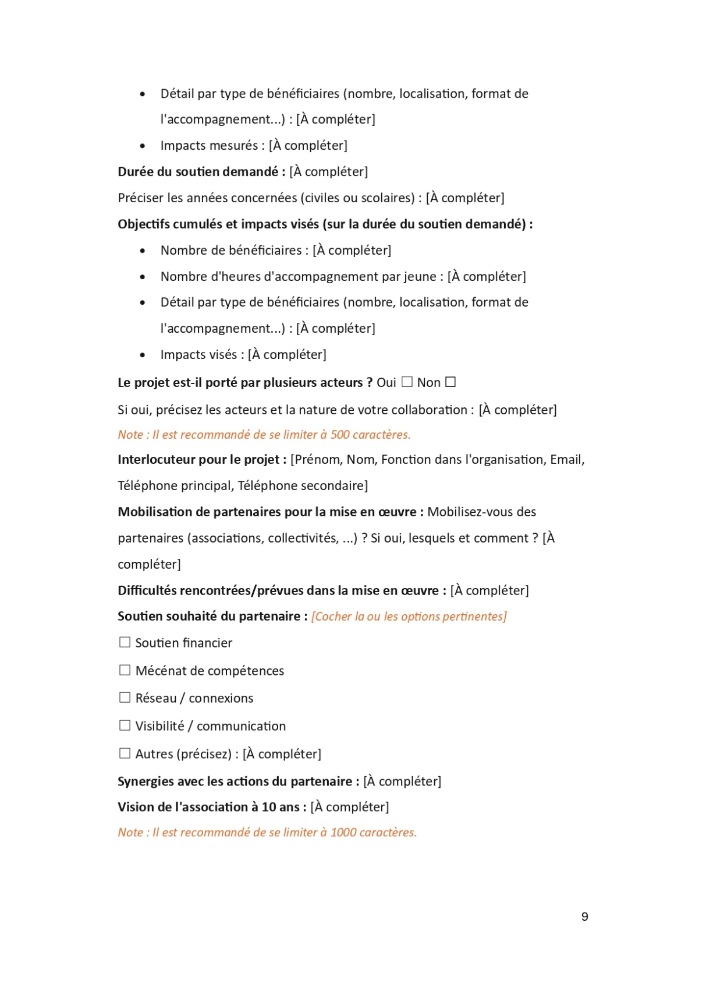 • Détail par type de bénéficiaires (nombre, localisation, format de
l'accompagnement...) : [À compléter]
• Impacts mesurés : [À compléter]
Durée du soutien demandé : [À compléter]
Préciser les années concernées (civiles ou scolaires) : [À compléter]
Objectifs cumulés et impacts visés (sur la durée du soutien demandé) :
• Nombre de bénéficiaires : [À compléter]
• Nombre d'heures d'accompagnement par jeune : [À compléter]
• Détail par type de bénéficiaires (nombre, localisation, format de
l'accompagnement...) : [À compléter]
• Impacts visés : [À compléter]
Le projet est-il porté par plusieurs acteurs ? Oui ☐ Non ☐
Si oui, précisez les acteurs et la nature de votre collaboration : [À compléter]
Note : Il est recommandé de se limiter à 500 caractères.
Interlocuteur pour le projet : [Prénom, Nom, Fonction dans l'organisation, Email,
Téléphone principal, Téléphone secondaire]
Mobilisation de partenaires pour la mise en œuvre : Mobilisez-vous des
partenaires (associations, collectivités, ...) ? Si oui, lesquels et comment ? [À
compléter]
Difficultés rencontrées/prévues dans la mise en œuvre : [À compléter]
Soutien souhaité du partenaire : [Cocher la ou les options pertinentes]
☐ Soutien financier
☐ Mécénat de compétences
☐ Réseau / connexions
☐ Visibilité / communication
☐ Autres (précisez) : [À compléter]
Synergies avec les actions du partenaire : [À compléter]
Vision de l'association à 10 ans : [À compléter]
Note : Il est recommandé de se limiter à 1000 caractères.
9